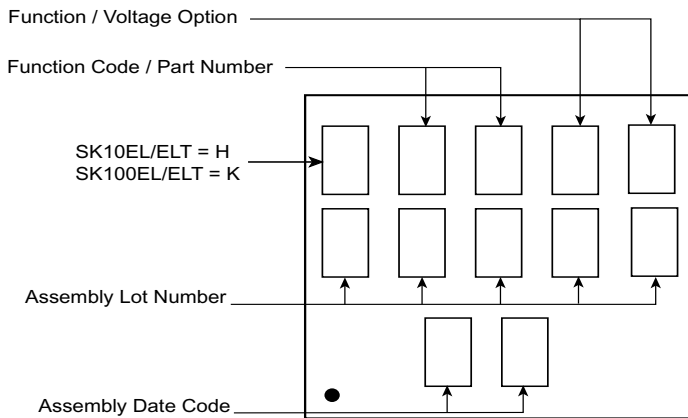 Function / Voltage Option
Function Code / Part Number
SK10EL/ELT = H
SK100EL/ELT = K
Assembly Lot Number
Assembly Date Code